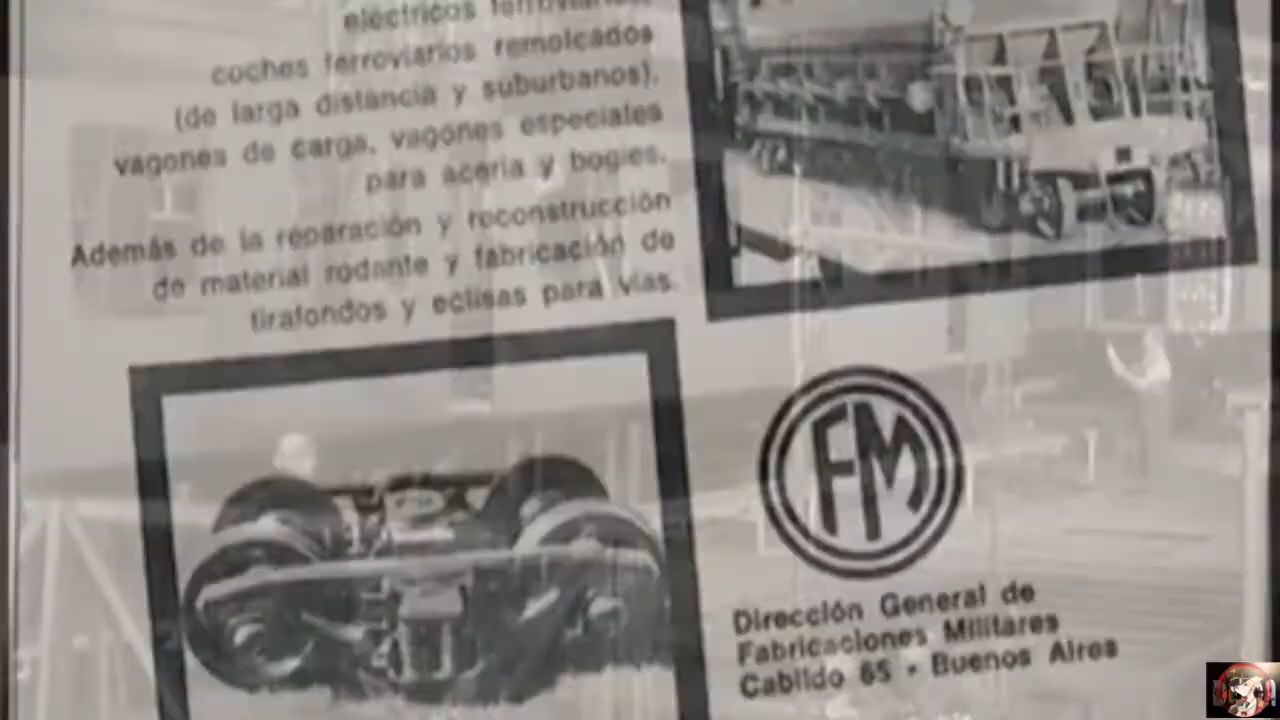 eléctricos ferroviarios,
coches ferroviarios remolcados
(de larga distancia y suburbanos),
vagones de carga, vagones especiales
para acería y bogies.
Además de la reparación y reconstrucción
de material rodante y fabricación de
tirafondos y eclisas para vías.
FM
Dirección General de
Fabricaciones Militares
Cabildo 65 - Buenos Aires